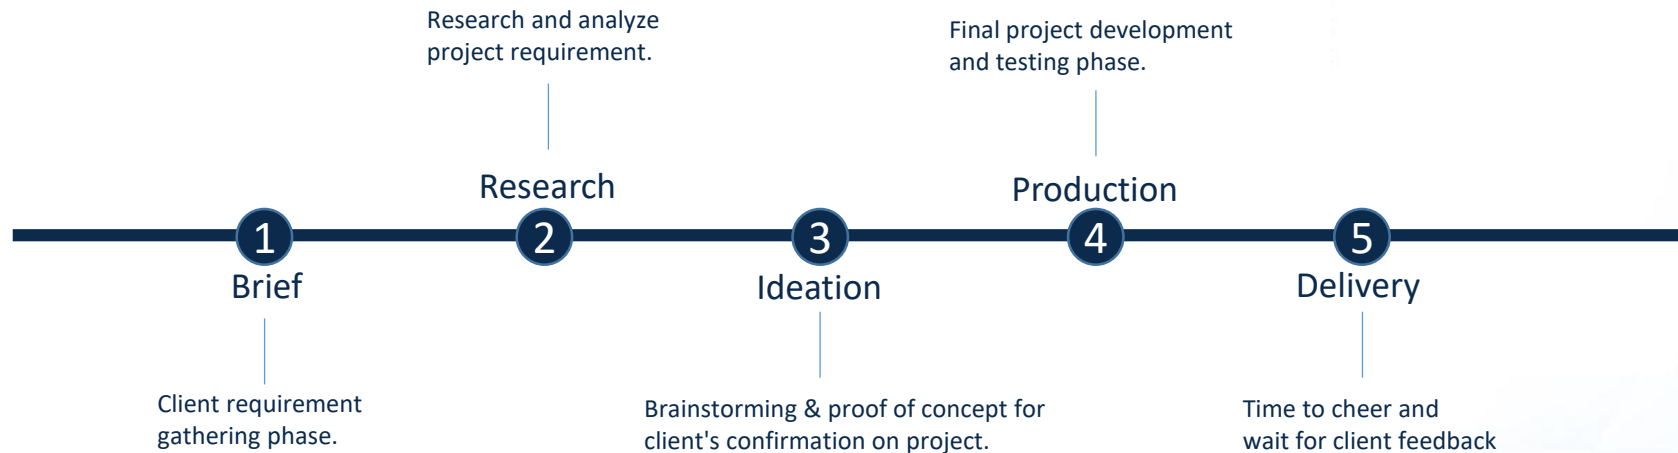 Research and analyze
project requirement.
Final project development
and testing phase.
Research
Production
1
2
3
4
5
Brief
Ideation
Delivery
Client requirement
gathering phase.
Brainstorming & proof of concept for
client's confirmation on project.
Time to cheer and
wait for client feedback